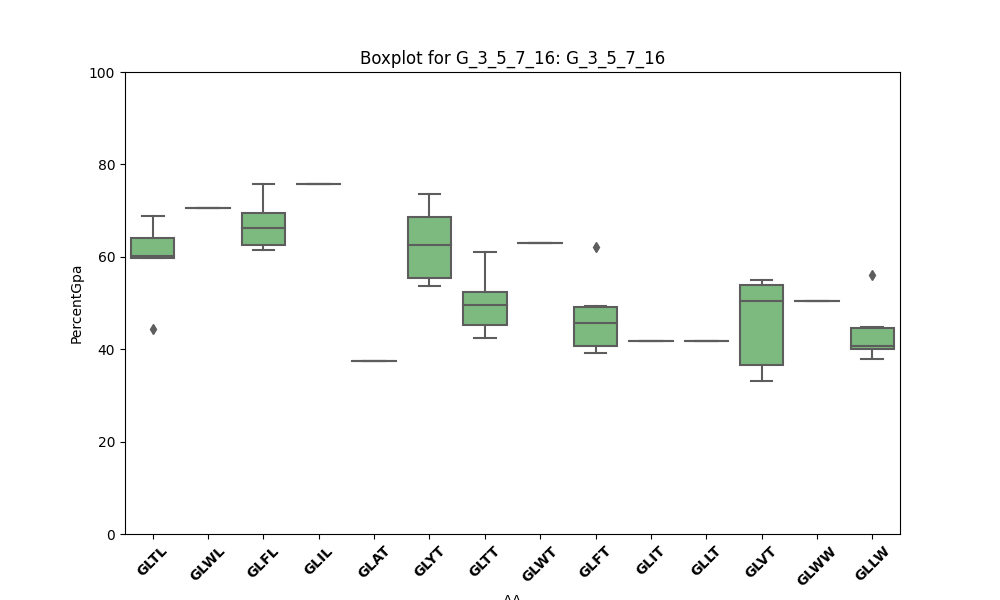 Boxplot for G_3_5_7_16: G_3_5_7_16
PercentGpa
100
80
60
40
20
0
GLTL
GLWL
GLFL
GLIL
GLAT
GLYT
GLTT
GLWT
GLFT
GLIT
GLLT
GLVT
GLWW
GLLW
AA